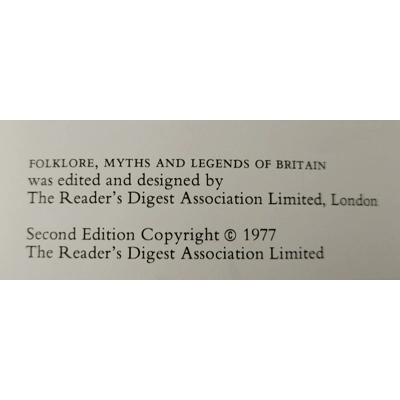 FOLKLORE, MYTHS AND LEGENDS OF BRITAIN
was edited and designed by
The Reader's Digest Association Limited, London
Second Edition Copyright © 1977
The Reader's Digest Association Limited